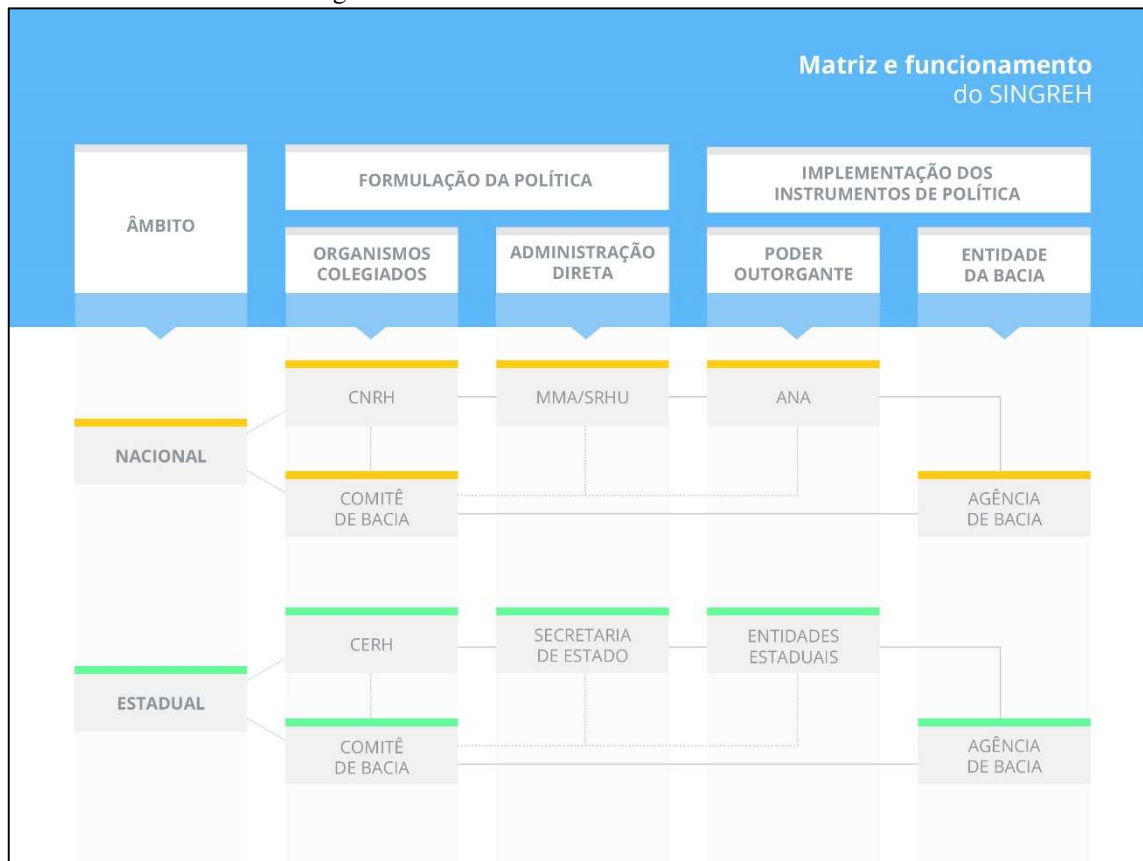 Matriz e funcionamento
do SINGREH
ÂMBITO
FORMULAÇÃO DA POLÍTICA
IMPLEMENTAÇÃO DOS
INSTRUMENTOS DE POLÍTICA
ORGANISMOS
COLEGIADOS
ADMINISTRAÇÃO
DIRETA
PODER
OUTORGANTE
ENTIDADE
DA BACIA
NACIONAL
CNRH
MMA/SRHU
ANA
COMITÊ
DE BACIA
AGÊNCIA
DE BACIA
ESTADUAL
CERH
SECRETARIA
DE ESTADO
ENTIDADES
ESTADUAIS
COMITÊ
DE BACIA
AGÊNCIA
DE BACIA